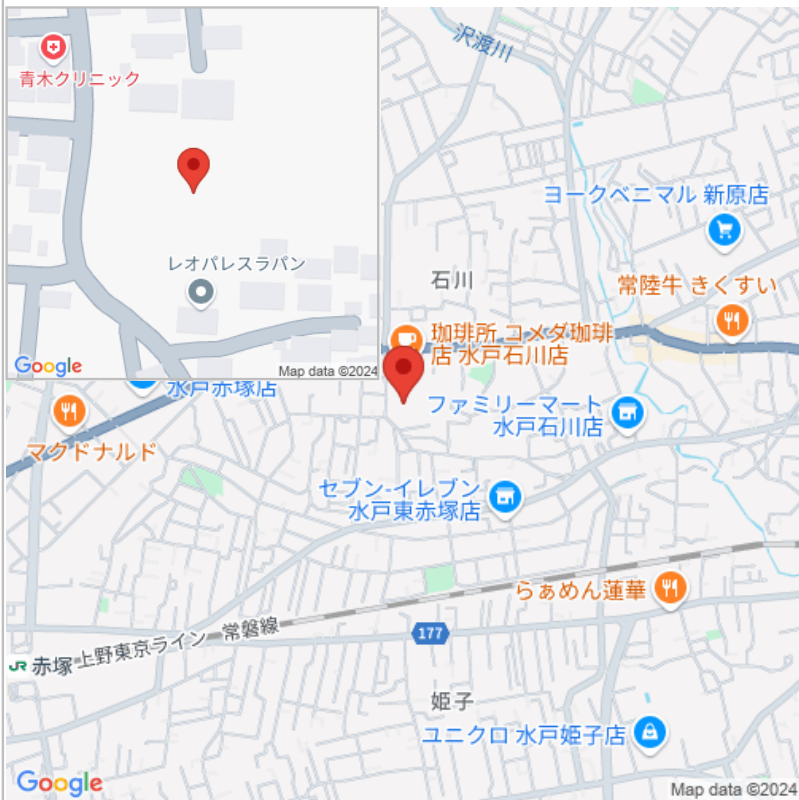 青木クリニック
レオパレスラパン
Google
Map data ©2024
沢渡川
ヨークベニマル 新原店
石川
常陸牛 きくすい
珈琲所 コメダ珈琲
店 水戸石川店
水戸赤塚店
マクドナルド
ファミリーマート
水戸石川店
セブン-イレブン
水戸東赤塚店
らぁめん蓮華
177
JR 赤塚
上野東京ライン 常磐線
姫子
ユニクロ 水戸姫子店
Google
Map data ©2024